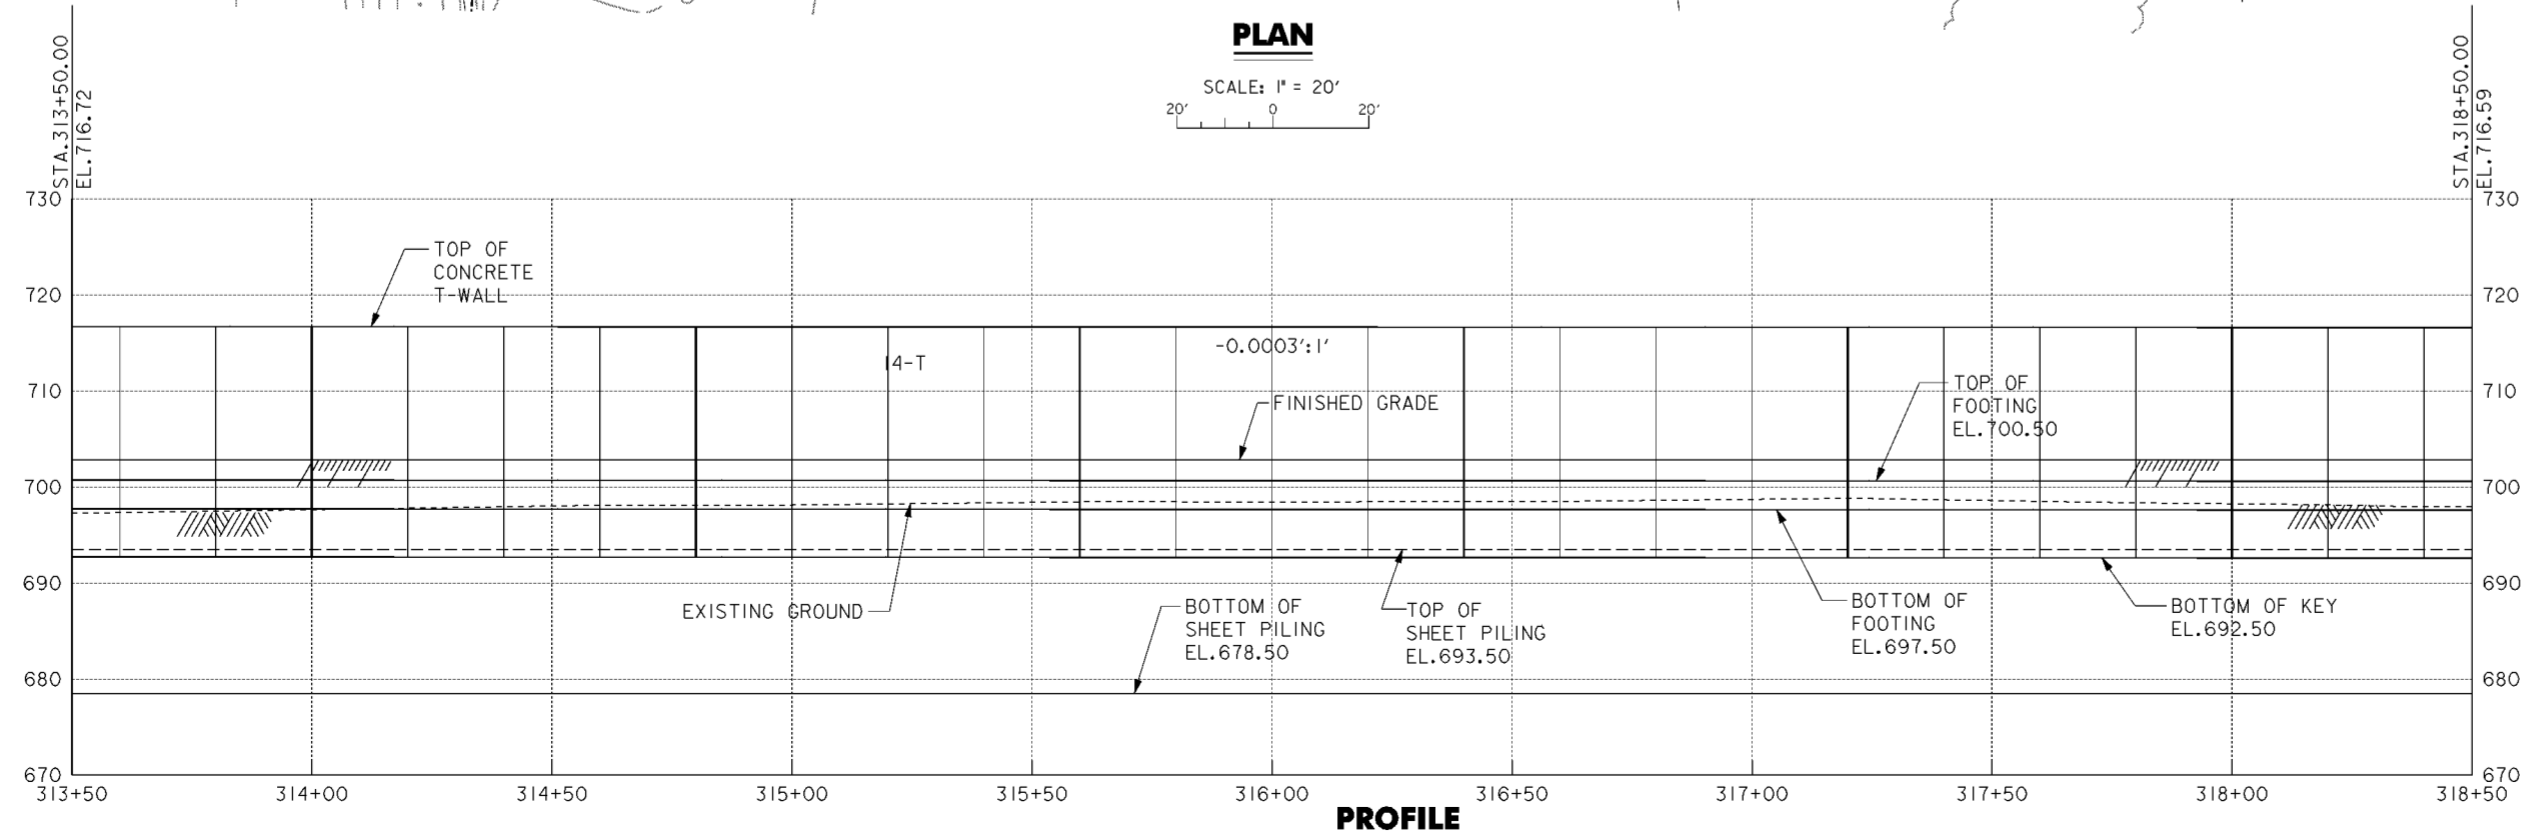 PLAN
SCALE: 1" = 20'
20' 0 20'
STA.313+50.00
EL.716.72
STA.318+50.00
EL.716.59
730 730
TOP OF
CONCRETE
T-WALL
720 720
-0.0003':1'
14-T
710 710
TOP OF
FOOTING
EL.700.50
FINISHED GRADE
700 700
690 690
EXISTING GROUND
BOTTOM OF
SHEET PILING
EL.678.50
TOP OF
SHEET PILING
EL.693.50
BOTTOM OF
FOOTING
EL.697.50
BOTTOM OF KEY
EL.692.50
680 680
670 670
313+50 314+00 314+50 315+00 315+50 316+00 316+50 317+00 317+50 318+00 318+50
PROFILE